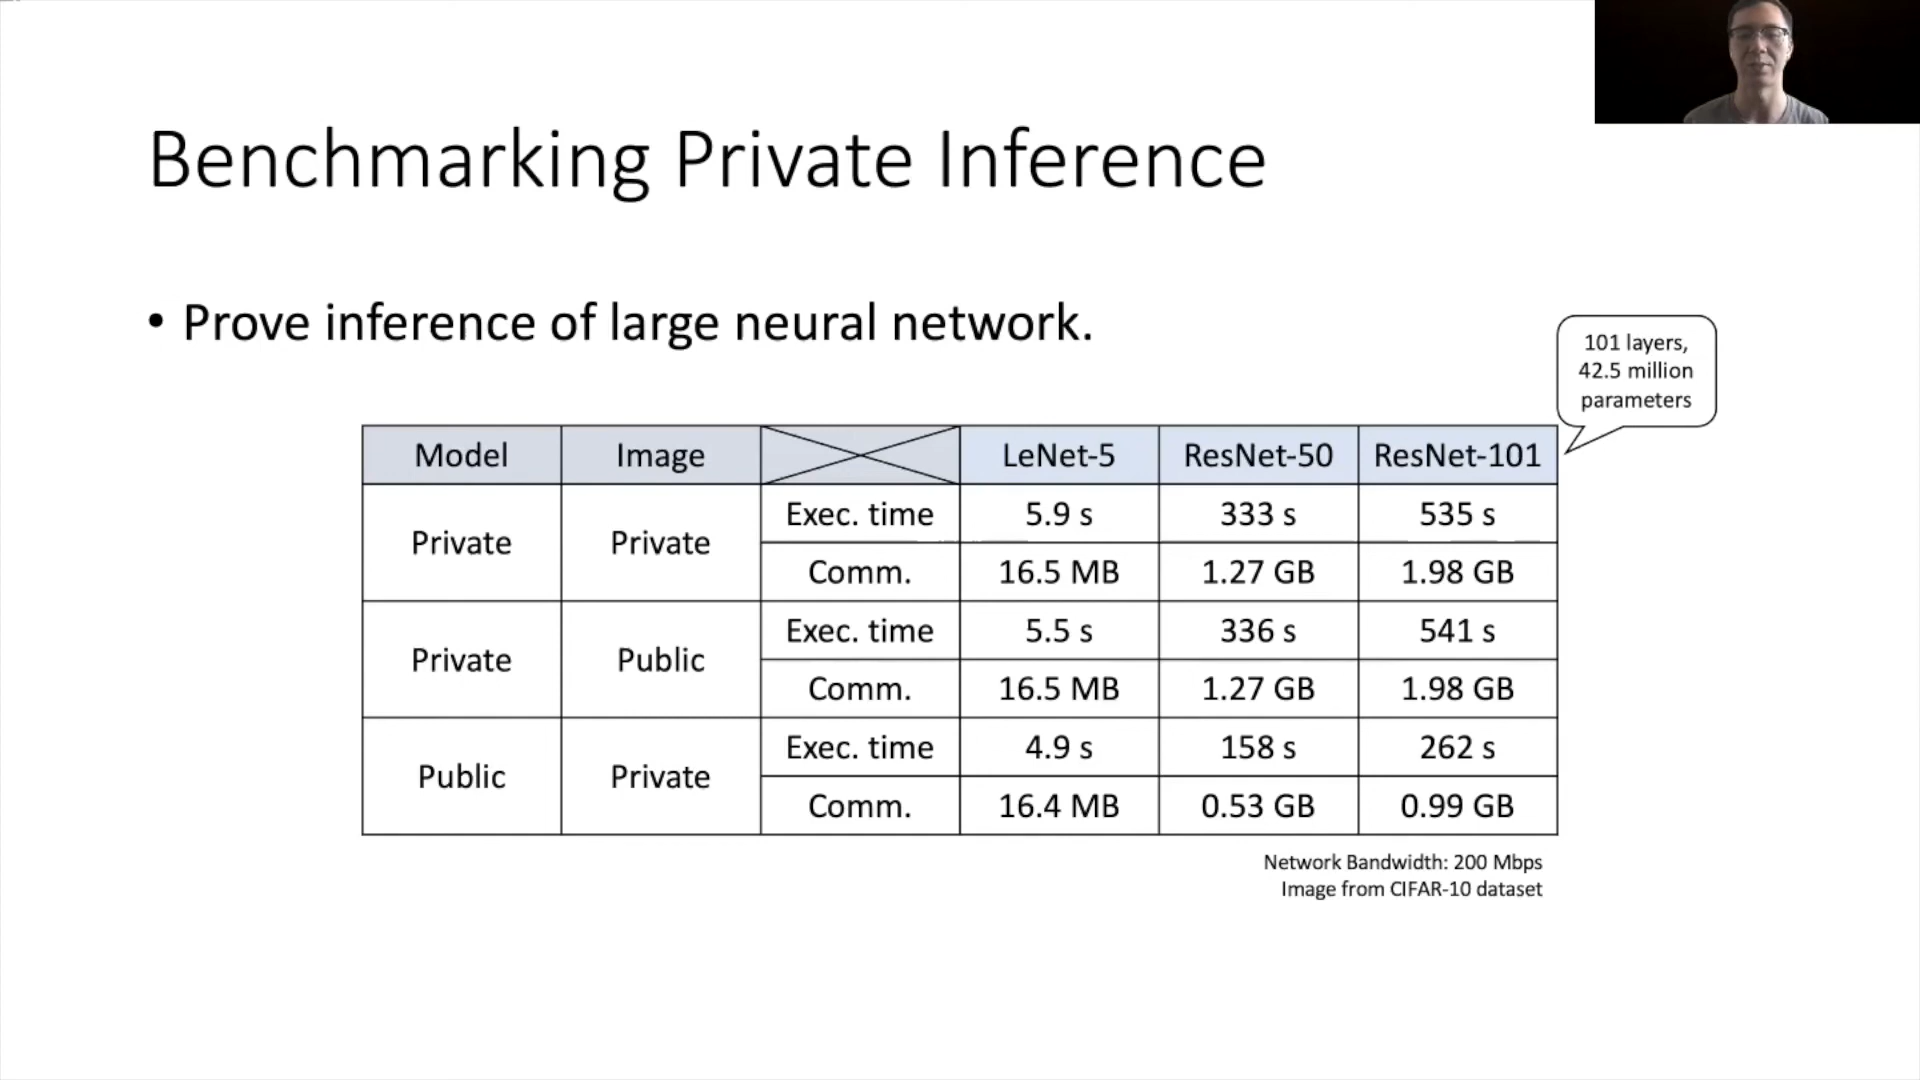 Benchmarking Private Inference
• Prove inference of large neural network.
101 layers,
42.5 million
parameters
Model Image LeNet-5 ResNet-50 ResNet-101
Private Private Exec. time 5.9 s 333 s 535 s
Comm. 16.5 MB 1.27 GB 1.98 GB
Private Public Exec. time 5.5 s 336 s 541 s
Comm. 16.5 MB 1.27 GB 1.98 GB
Public Private Exec. time 4.9 s 158 s 262 s
Comm. 16.4 MB 0.53 GB 0.99 GB
Network Bandwidth: 200 Mbps
Image from CIFAR-10 dataset